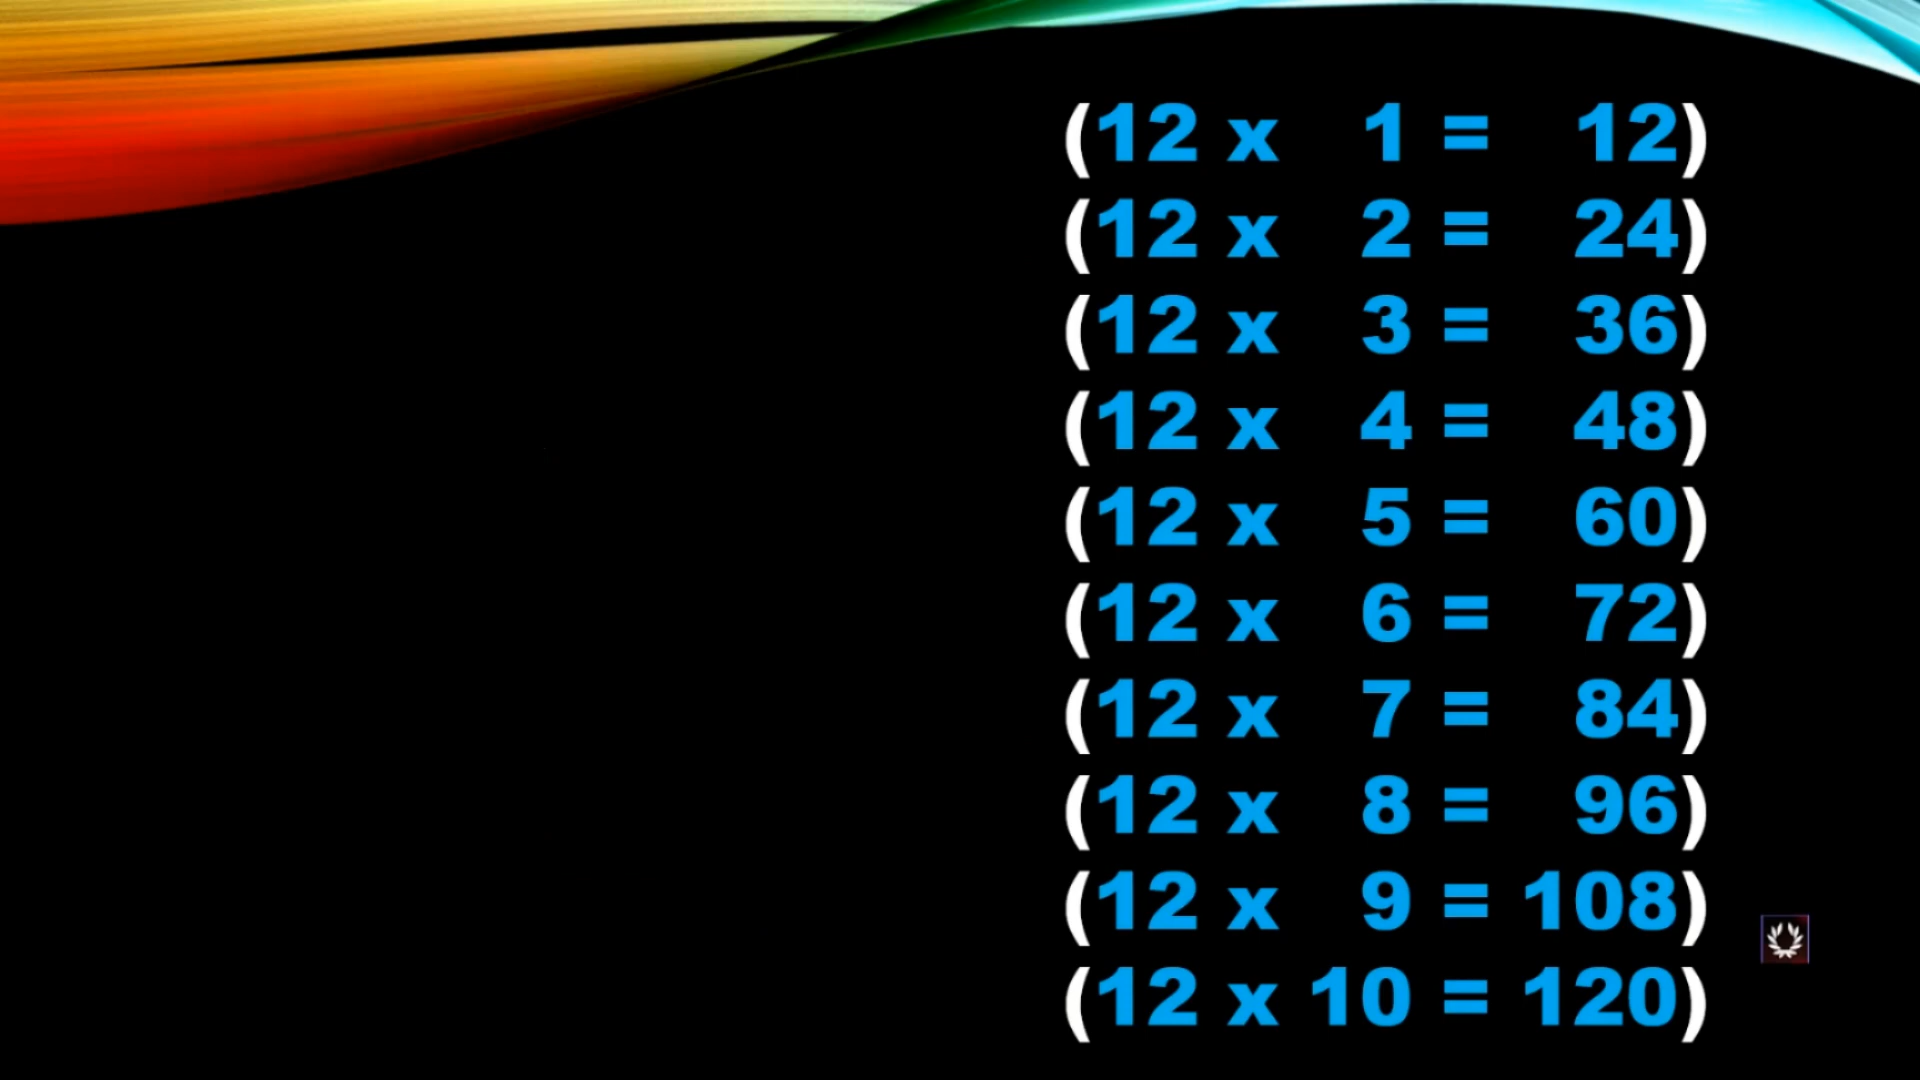 (12 x 1 = 12)
(12 x 2 = 24)
(12 x 3 = 36)
(12 x 4 = 48)
(12 x 5 = 60)
(12 x 6 = 72)
(12 x 7 = 84)
(12 x 8 = 96)
(12 x 9 = 108)
(12 x 10 = 120)